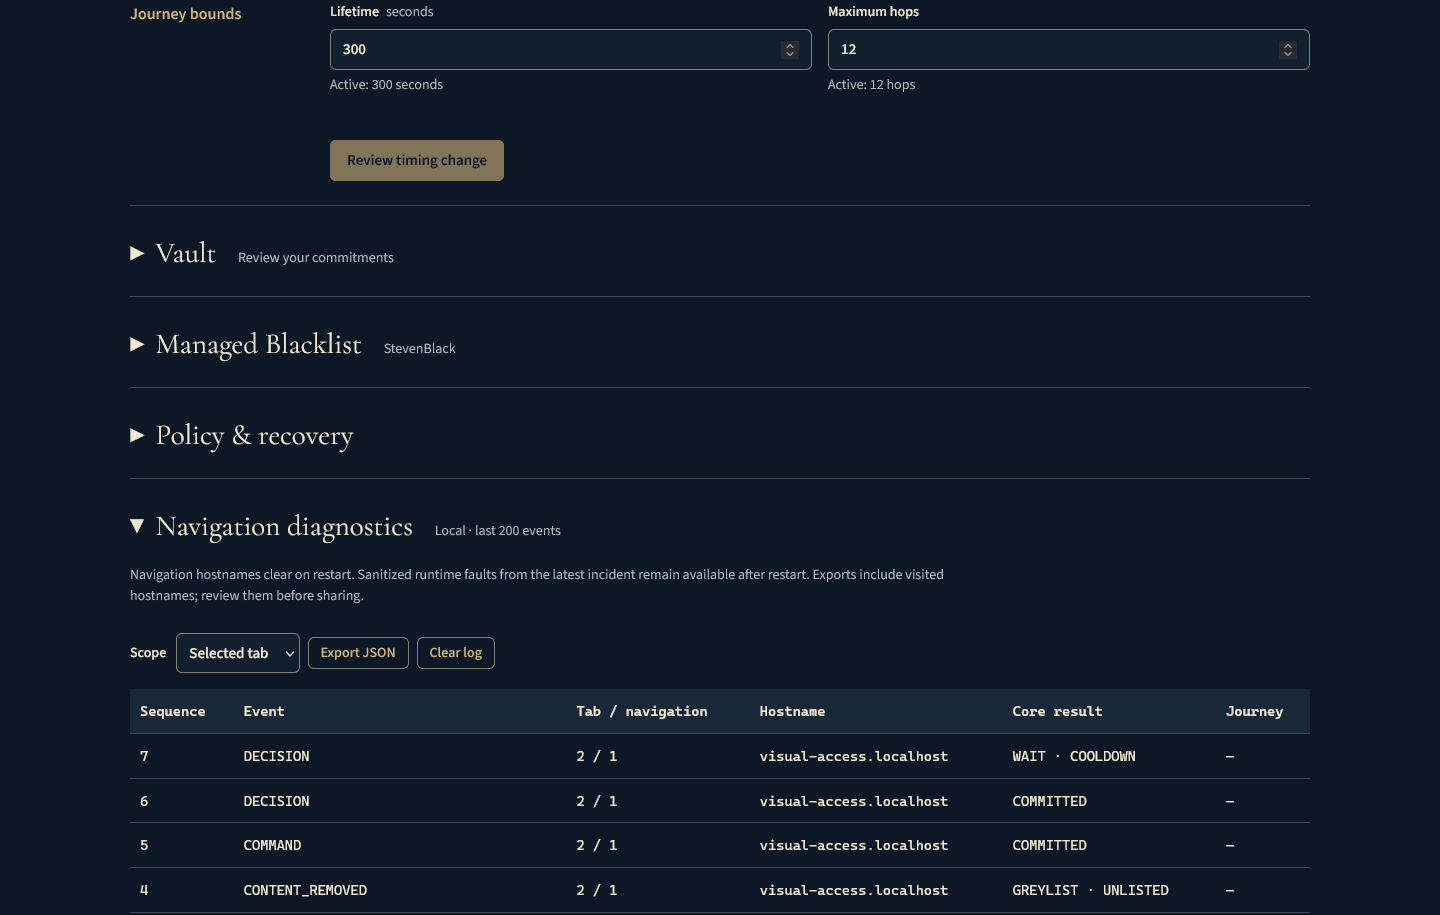 Journey bounds
Lifetime seconds
Maximum hops
300
12
Active: 300 seconds
Active: 12 hops
Review timing change
Vault Review your commitments
Managed Blacklist StevenBlack
Policy & recovery
Navigation diagnostics Local · last 200 events
Navigation hostnames clear on restart. Sanitized runtime faults from the latest incident remain available after restart. Exports include visited
hostnames; review them before sharing.
Scope Selected tab Export JSON Clear log
Sequence Event Tab / navigation Hostname Core result Journey
7 DECISION 2 / 1 visual-access.localhost WAIT · COOLDOWN —
6 DECISION 2 / 1 visual-access.localhost COMMITTED —
5 COMMAND 2 / 1 visual-access.localhost COMMITTED —
4 CONTENT_REMOVED 2 / 1 visual-access.localhost GREYLIST · UNLISTED —